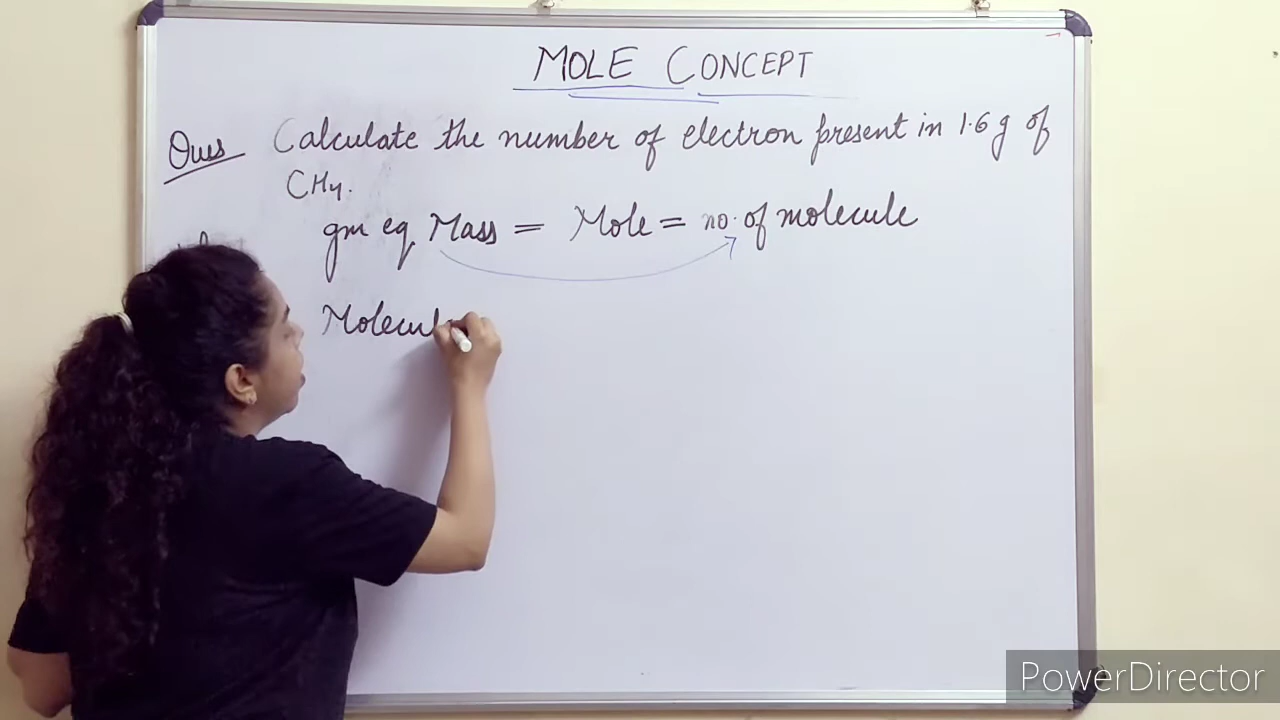 MOLE CONCEPT
Ques Calculate the number of electron present in 1.6 g of
CH4.
gm eq Mass = Mole = no. of molecule
Molecul
PowerDirector